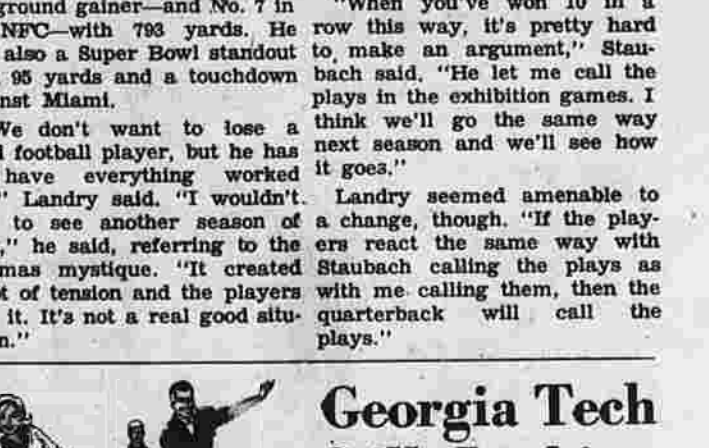 ground gainer—and No. 7 in
NFC—with 793 yards. He
also a Super Bowl standout
95 yards and a touchdown
nst Miami.
We don't want to lose a
football player, but he has
have everything worked
" Landry said. "I wouldn't
to see another season of
," he said, referring to the
mas mystique. "It created
t of tension and the players
it. It's not a real good situ-
n."
"When you've won 10 in a
row this way, it's pretty hard
to make an argument," Stau-
bach said. "He let me call the
plays in the exhibition games. I
think we'll go the same way
next season and we'll see how
it goes."
Landry seemed amenable to
a change, though. "If the play-
ers react the same way with
Staubach calling the plays as
with me calling them, then the
quarterback will call the
plays."
Georgia Tech